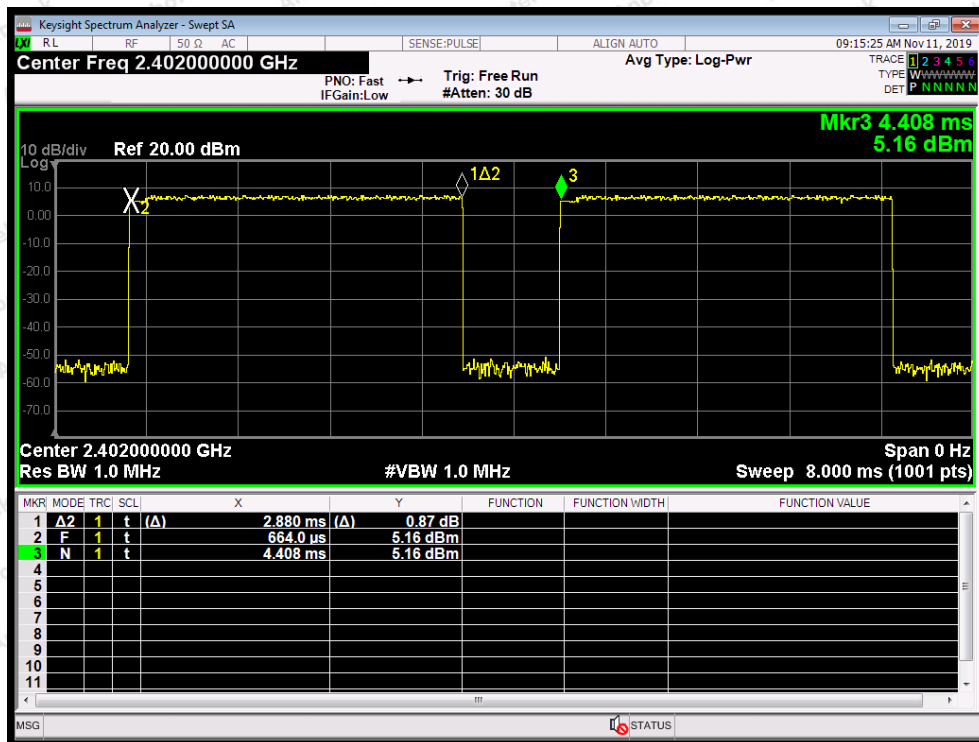 Keysight Spectrum Analyzer - Swept SA
LXI RL RF 50 Ω AC SENSE:PULSE ALIGN AUTO 09:15:25 AM Nov 11, 2019
Center Freq 2.402000000 GHz
Avg Type: Log-Pwr
TRACE 1 2 3 4 5 6
PNO: Fast Trig: Free Run
TYPE W
IFGain:Low #Atten: 30 dB
DET P N N N N N
Mkr3 4.408 ms
10 dB/div Ref 20.00 dBm 5.16 dBm
Log
1Δ2
3
10.0
2
0.00
-10.0
-20.0
-30.0
-40.0
-50.0
-60.0
-70.0
Center 2.402000000 GHz Span 0 Hz
Res BW 1.0 MHz #VBW 1.0 MHz Sweep 8.000 ms (1001 pts)
MKR MODE TRC SCL X Y FUNCTION FUNCTION WIDTH FUNCTION VALUE
1 Δ2 1 t (Δ) 2.880 ms (Δ) 0.87 dB
2 F 1 t 664.0 µs 5.16 dBm
3 N 1 t 4.408 ms 5.16 dBm
4
5
6
7
8
9
10
11
MSG STATUS